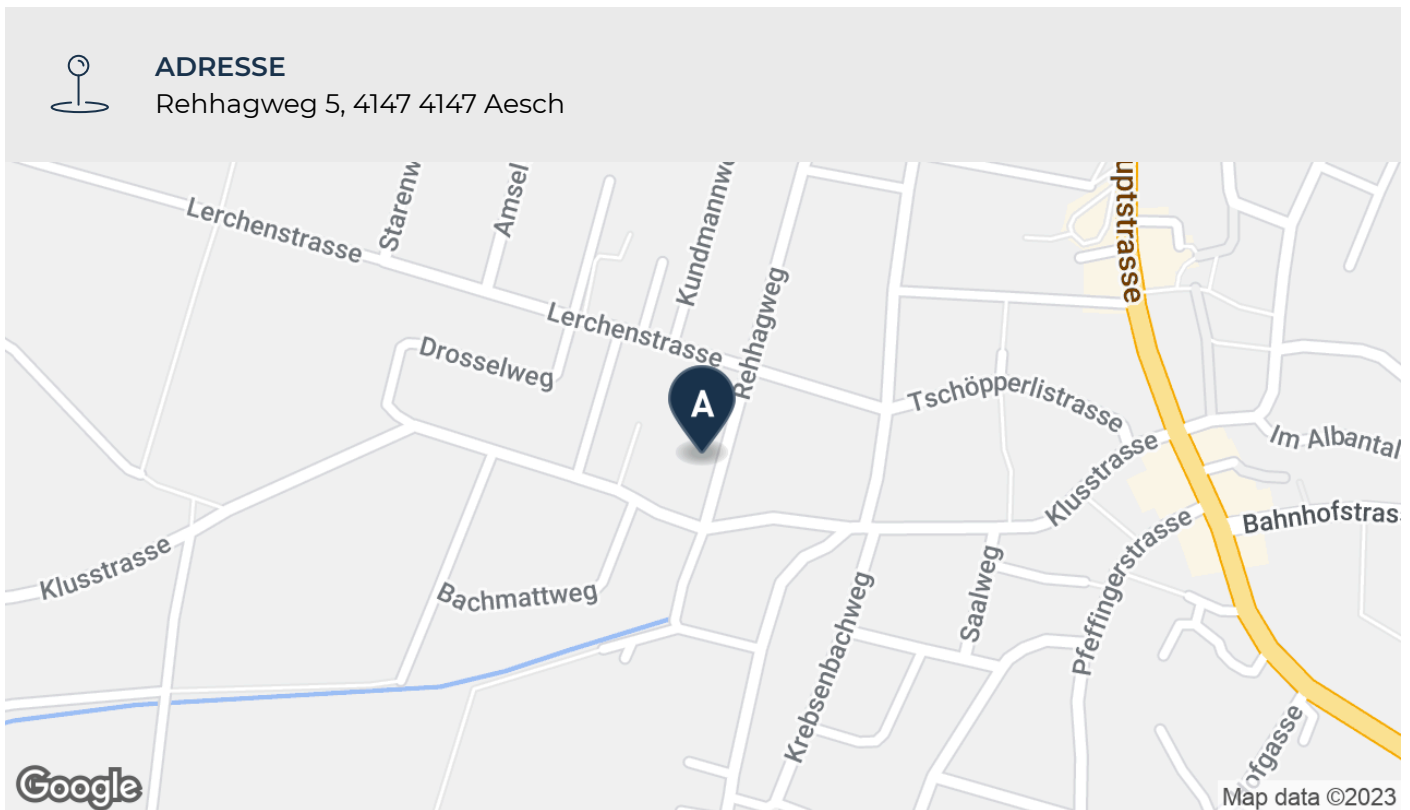 ADRESSE
Rehhagweg 5, 4147 4147 Aesch
Lerchenstrasse
Starenw
Amsel
Kundmannwe
Rehhagweg
uptstrasse
Lerchenstrasse
Drosselweg
A
Tschöpperlistrasse
Klusstrasse
Im Albantal
Bahnhofstrass
Klusstrasse
Bachmattweg
Krebsenbachweg
Saalweg
Pfeffingerstrasse
ofgasse
Google
Map data ©2023